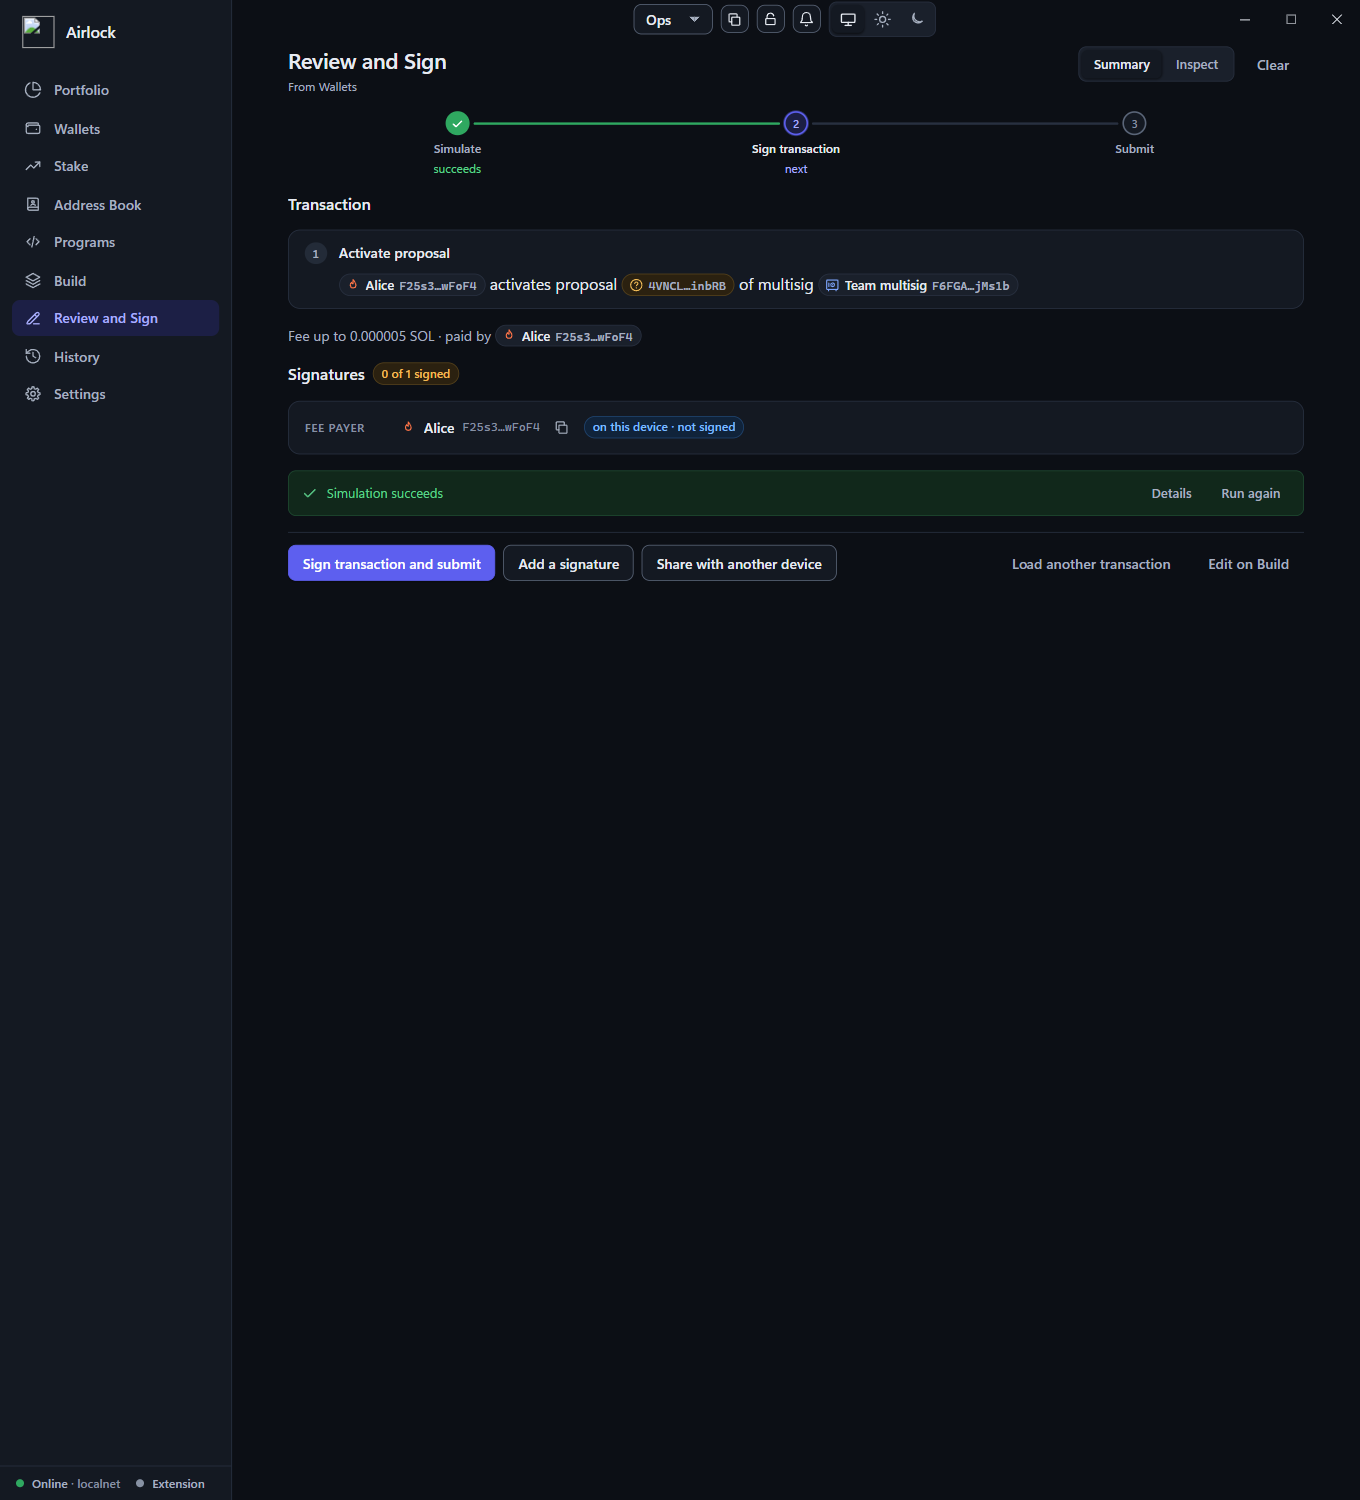 Airlock
Ops
Portfolio
Wallets
Stake
Address Book
Programs
Build
Review and Sign
History
Settings
Review and Sign
From Wallets
Summary
Inspect
Clear
2
3
Simulate
succeeds
Sign transaction
next
Submit
Transaction
1 Activate proposal
Alice F25s3…wFoF4 activates proposal 4VNCL…inbRB of multisig Team multisig F6FGA…jMs1b
Fee up to 0.000005 SOL · paid by Alice F25s3…wFoF4
Signatures 0 of 1 signed
FEE PAYER Alice F25s3…wFoF4 on this device · not signed
Simulation succeeds Details Run again
Sign transaction and submit Add a signature Share with another device Load another transaction Edit on Build
Online · localnet Extension